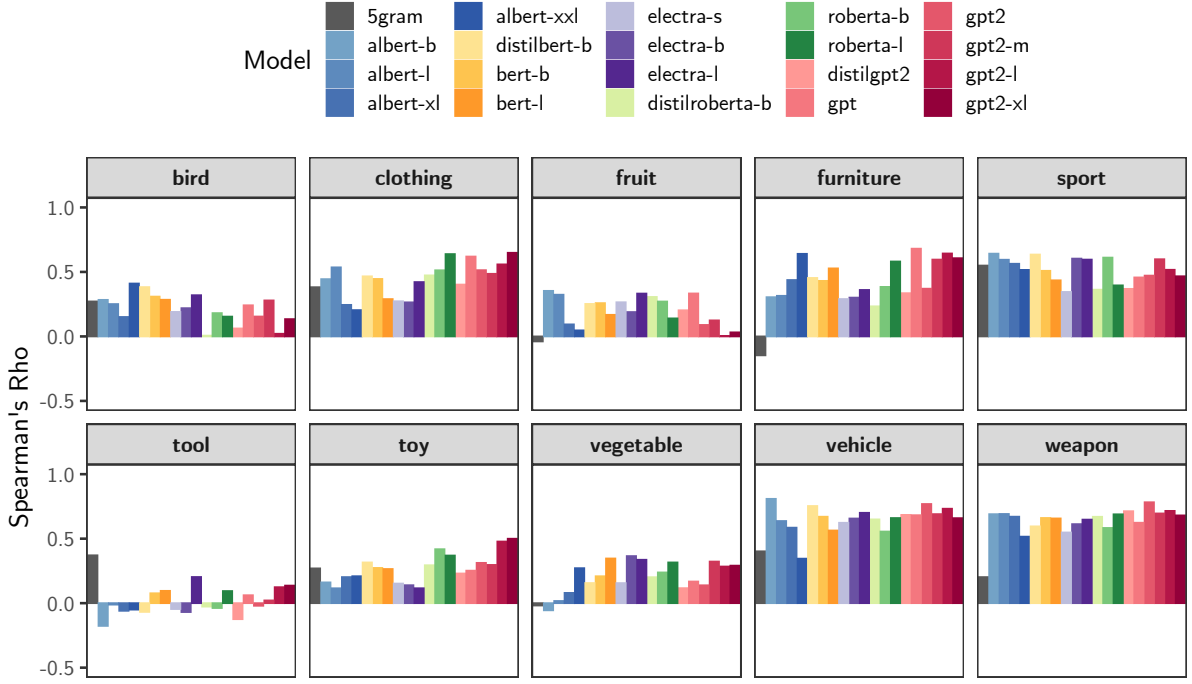 Model
5gram
albert-b
albert-l
albert-xl
albert-xxl
distilbert-b
bert-b
bert-l
electra-s
electra-b
electra-l
distilroberta-b
roberta-b
roberta-l
distilgpt2
gpt
gpt2
gpt2-m
gpt2-l
gpt2-xl
Spearman's Rho
bird
clothing
fruit
furniture
sport
1.0
0.5
0.0
-0.5
tool
toy
vegetable
vehicle
weapon
1.0
0.5
0.0
-0.5